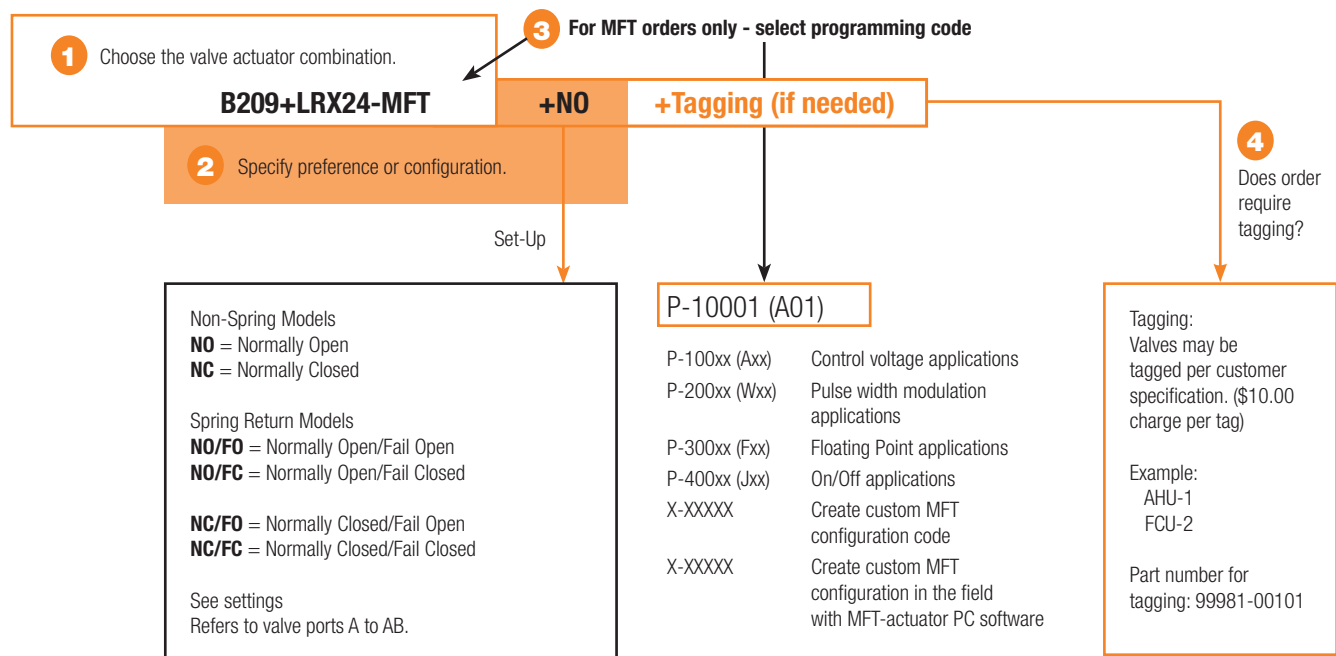 3 For MFT orders only - select programming code
1 Choose the valve actuator combination.
B209+LRX24-MFT +NO +Tagging (if needed)
2 Specify preference or configuration.
4
Does order
require
tagging?
Set-Up
Non-Spring Models
NO = Normally Open
NC = Normally Closed
Spring Return Models
NO/FO = Normally Open/Fail Open
NO/FC = Normally Open/Fail Closed
NC/FO = Normally Closed/Fail Open
NC/FC = Normally Closed/Fail Closed
See settings
Refers to valve ports A to AB.
P-10001 (A01)
P-100xx (Axx) Control voltage applications
P-200xx (Wxx) Pulse width modulation
applications
P-300xx (Fxx) Floating Point applications
P-400xx (Jxx) On/Off applications
X-XXXXX Create custom MFT
configuration code
X-XXXXX Create custom MFT
configuration in the field
with MFT-actuator PC software
Tagging:
Valves may be
tagged per customer
specification. ($10.00
charge per tag)
Example:
AHU-1
FCU-2
Part number for
tagging: 99981-00101